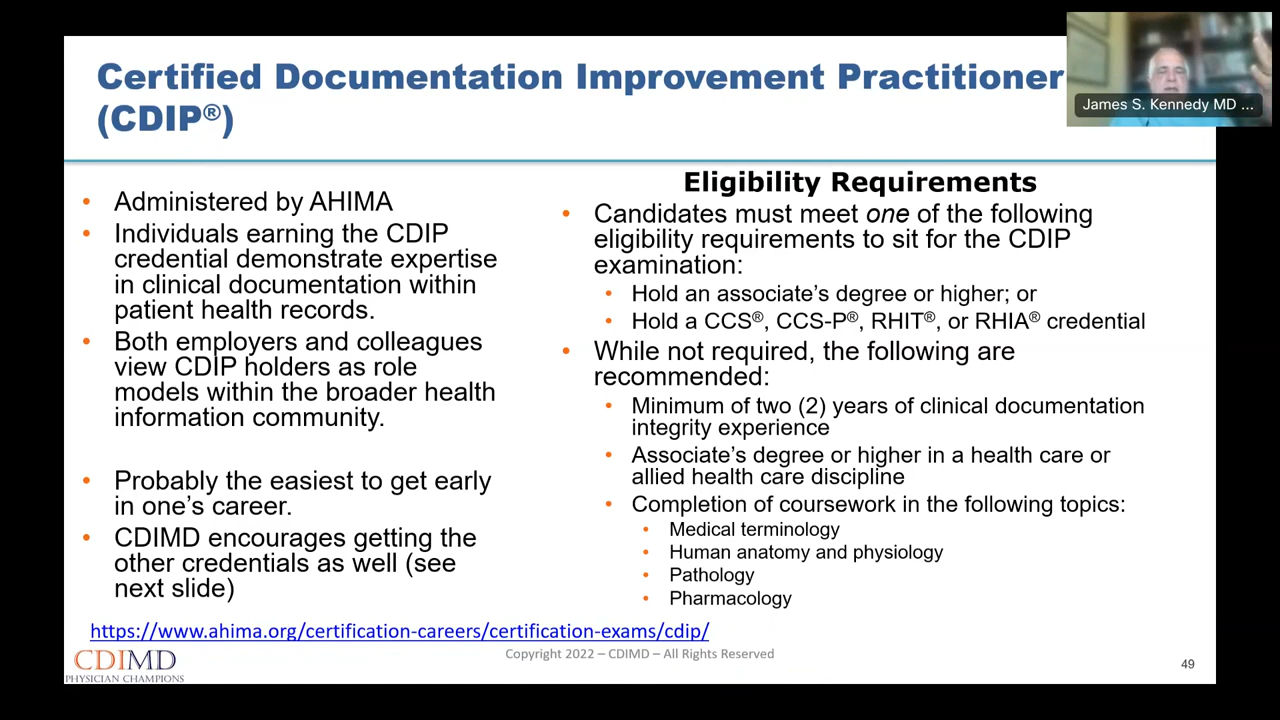 Certified Documentation Improvement Practitioner
(CDIP®)
James S. Kennedy MD ...
• Administered by AHIMA
• Individuals earning the CDIP
credential demonstrate expertise
in clinical documentation within
patient health records.
• Both employers and colleagues
view CDIP holders as role
models within the broader health
information community.
• Probably the easiest to get early
in one’s career.
• CDIMD encourages getting the
other credentials as well (see
next slide)
Eligibility Requirements
• Candidates must meet one of the following
eligibility requirements to sit for the CDIP
examination:
• Hold an associate’s degree or higher; or
• Hold a CCS®, CCS-P®, RHIT®, or RHIA® credential
• While not required, the following are
recommended:
• Minimum of two (2) years of clinical documentation
integrity experience
• Associate’s degree or higher in a health care or
allied health care discipline
• Completion of coursework in the following topics:
• Medical terminology
• Human anatomy and physiology
• Pathology
• Pharmacology
https://www.ahima.org/certification-careers/certification-exams/cdip/
CDIMD
PHYSICIAN CHAMPIONS
Copyright 2022 – CDIMD – All Rights Reserved
49